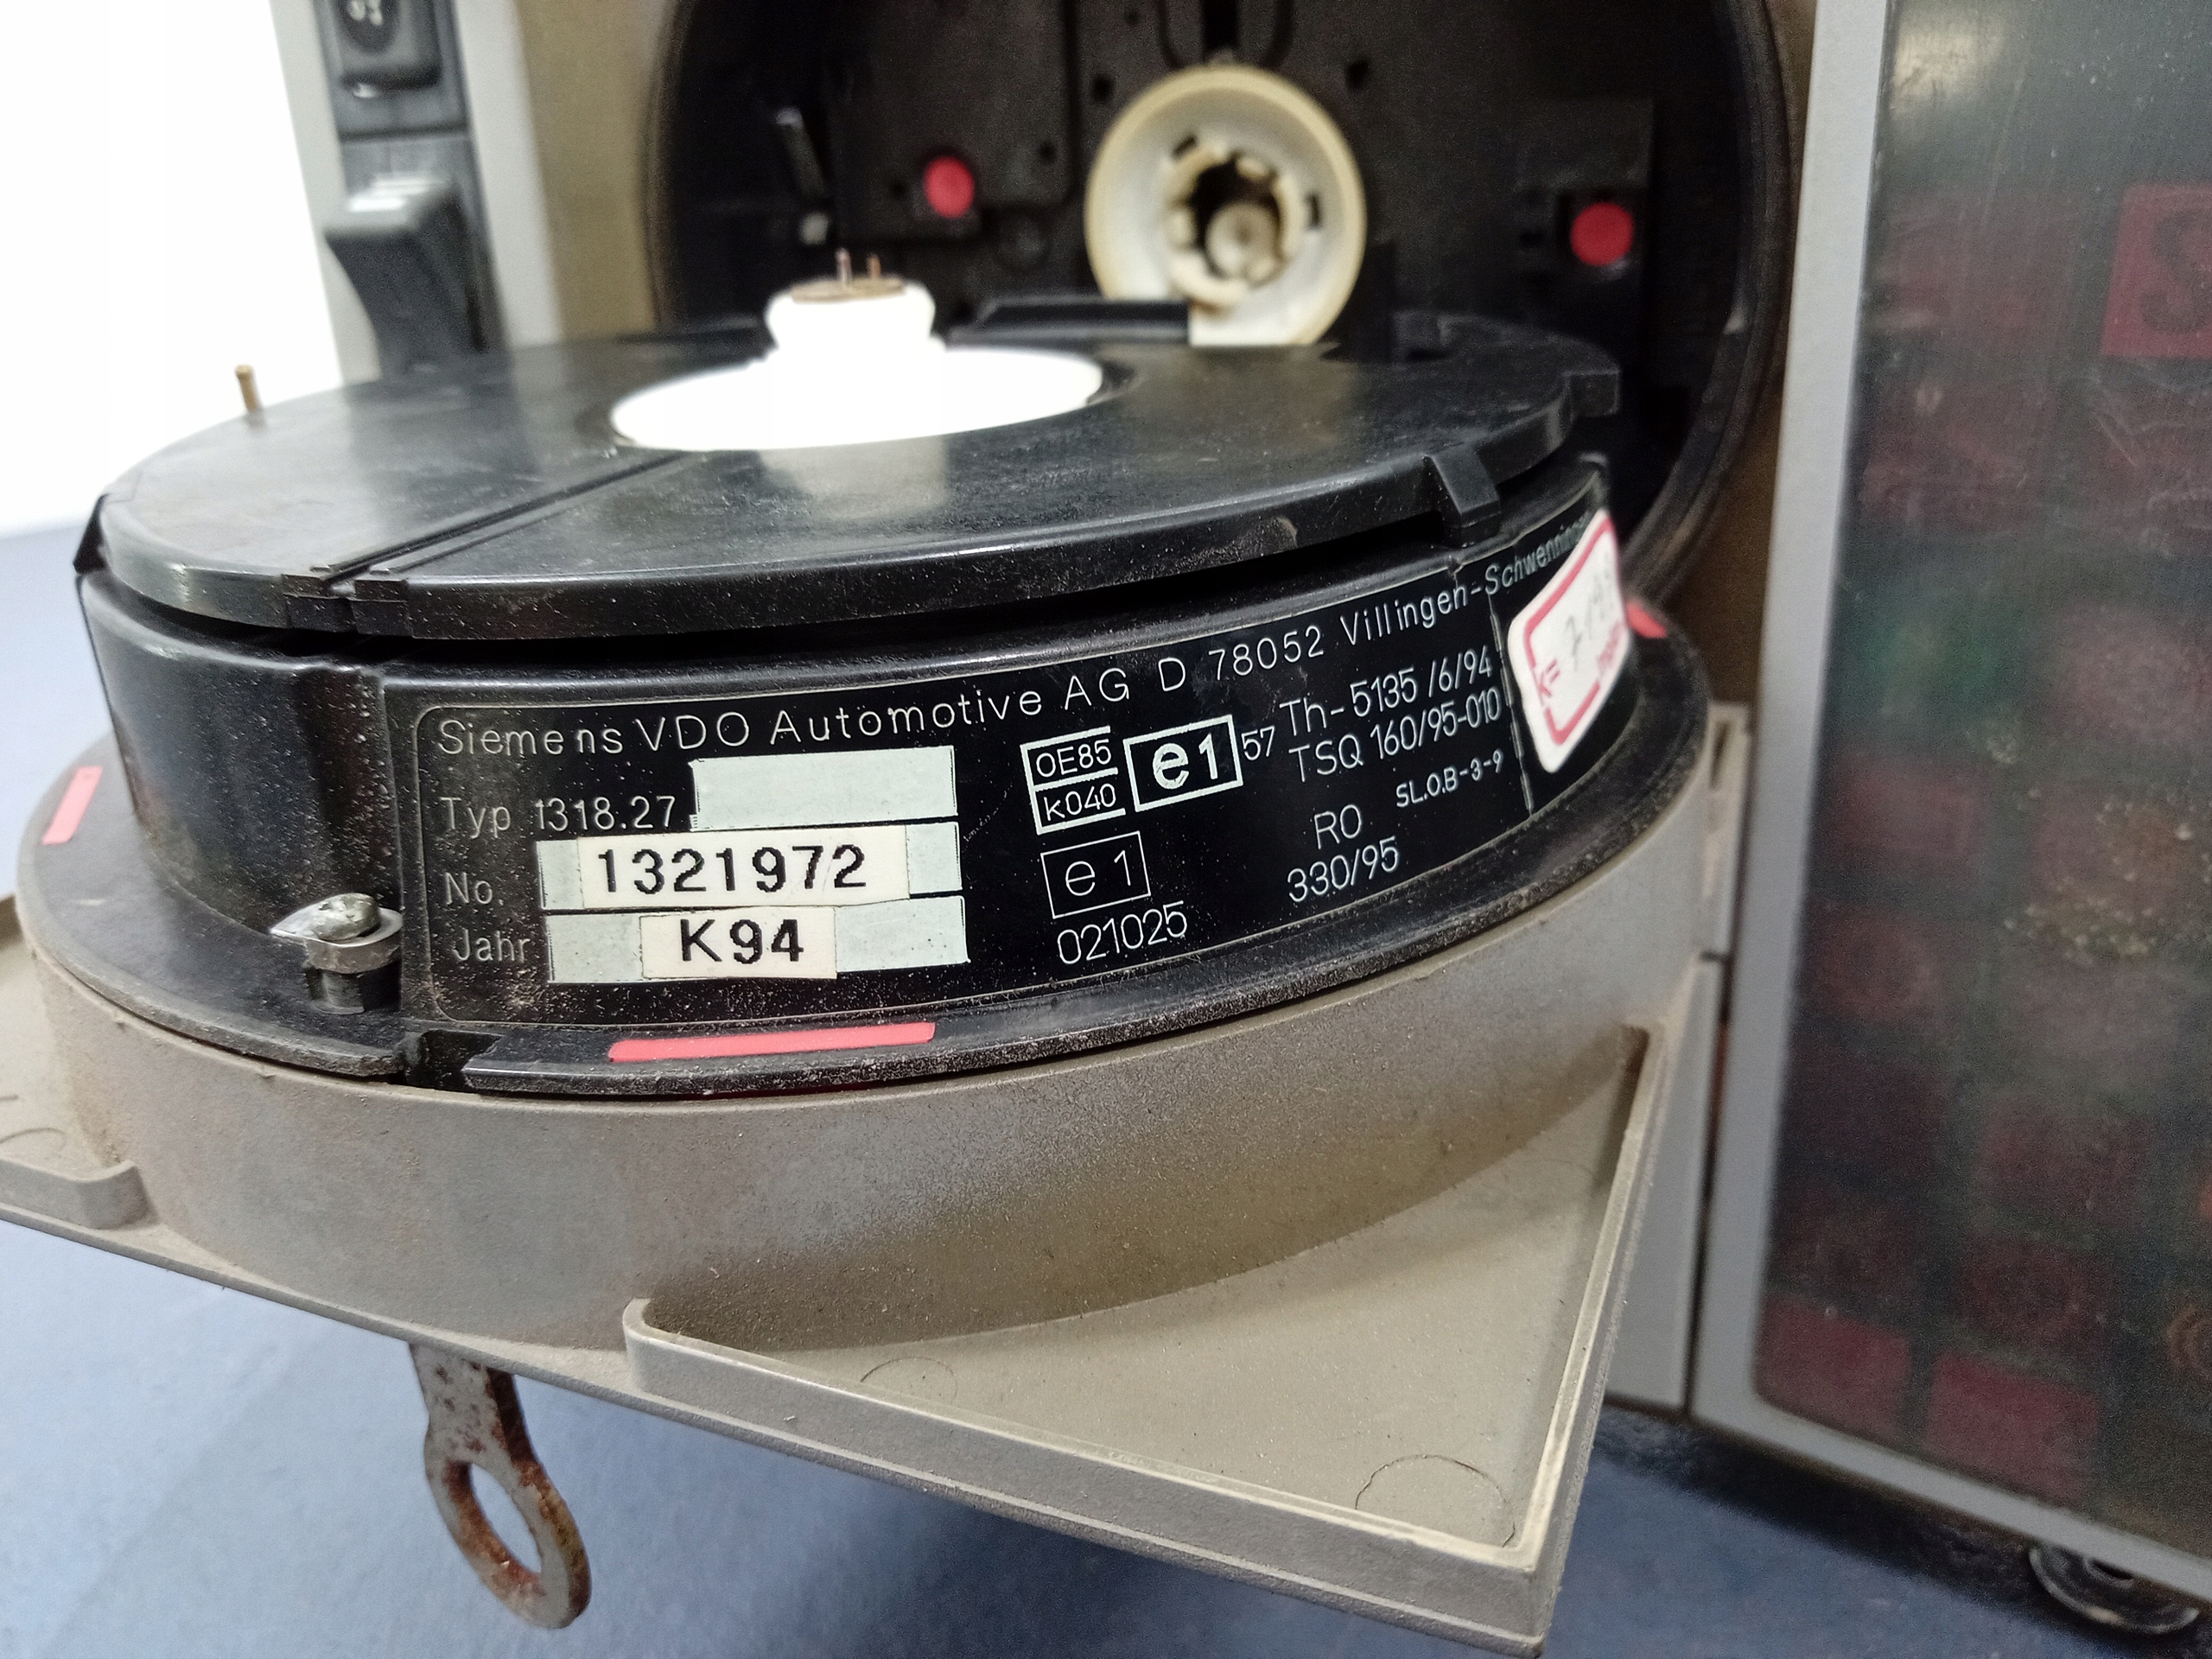 Siemens VDO Automotive AG D 78052 Villingen-Schwenningen
Typ 1318.27
No. 1321972
Jahr K94
OE85
k040
e1 57
e1
021025
Th-5135/6/94
TSQ 160/95-010
SL.O.B-3-9
RO
330/95
k=